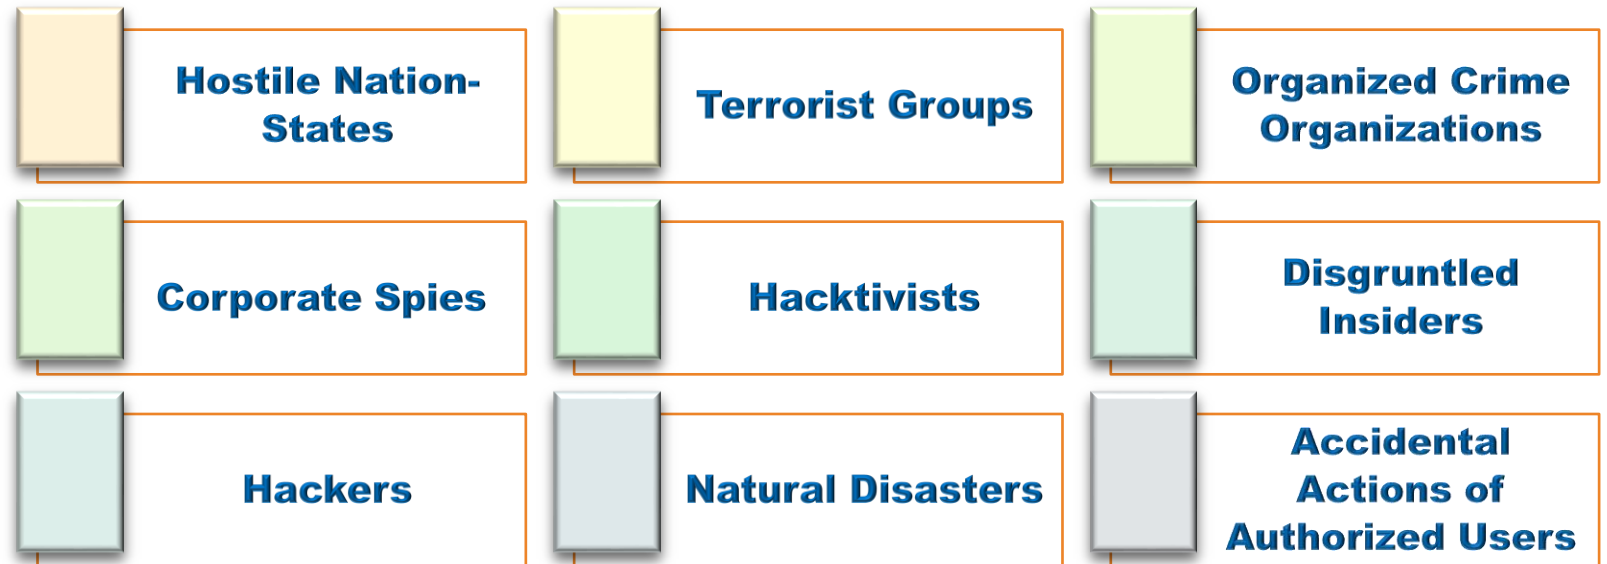 Hostile Nation-
States
Terrorist Groups
Organized Crime
Organizations
Corporate Spies
Hacktivists
Disgruntled
Insiders
Hackers
Natural Disasters
Accidental
Actions of
Authorized Users